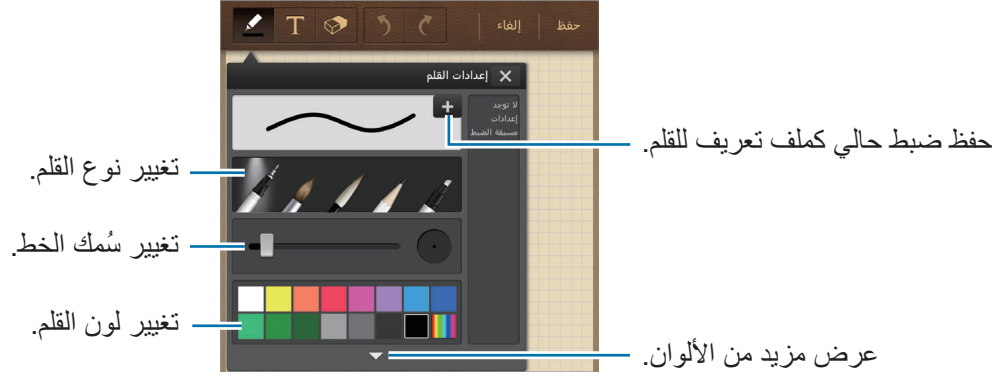 حفظ
إلغاء
T
إعدادات القلم
لا توجد
إعدادات
مسبقة الضبط
حفظ ضبط حالي كملف تعريف للقلم.
تغيير نوع القلم.
تغيير سُمك الخط.
تغيير لون القلم.
عرض مزيد من الألوان.